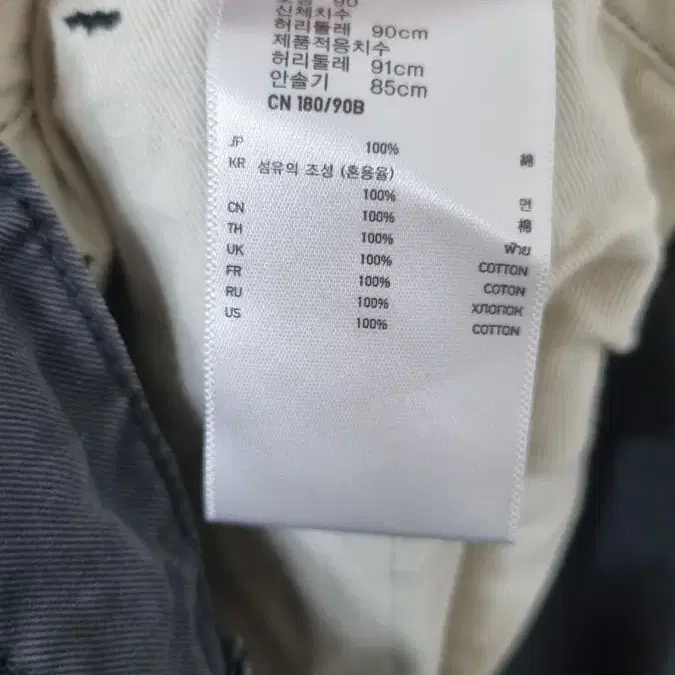 신체치수
허리둘레 90cm
제품적응치수
허리둘레 91cm
안솔기 85cm
CN 180/90B
JP 100% 綿
KR 섬유의 조성 (혼용율)
100% 면
CN 100% 棉
TH 100% ฝ้าย
UK 100% COTTON
FR 100% COTON
RU 100% ХЛОПОК
US 100% COTTON